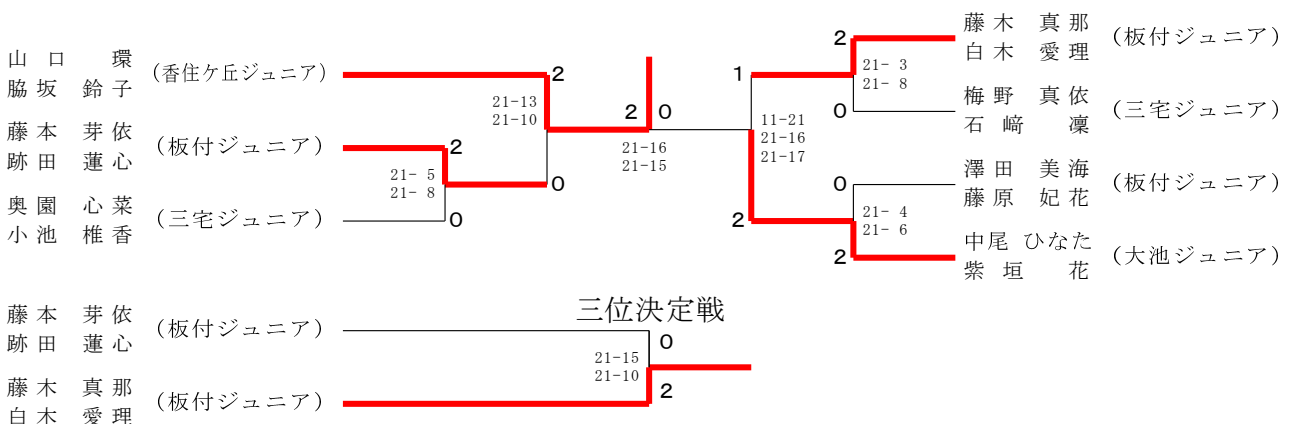 山口 環
脇坂 鈴子
(香住ケ丘ジュニア)
藤本 芽依
跡田 蓮心
(板付ジュニア)
奥園 心菜
小池 椎香
(三宅ジュニア)
2
21-13
21-10
2
21- 5
21- 8
0
0
2
0
21-16
21-15
1
11-21
21-16
21-17
2
2
21- 3
21- 8
0
0
21- 4
21- 6
2
藤木 真那
白木 愛理
(板付ジュニア)
梅野 真依
石﨑 凜
(三宅ジュニア)
澤田 美海
藤原 妃花
(板付ジュニア)
中尾 ひなた
紫垣 花
(大池ジュニア)
三位決定戦
藤本 芽依
跡田 蓮心
(板付ジュニア)
藤木 真那
白木 愛理
(板付ジュニア)
0
21-15
21-10
2